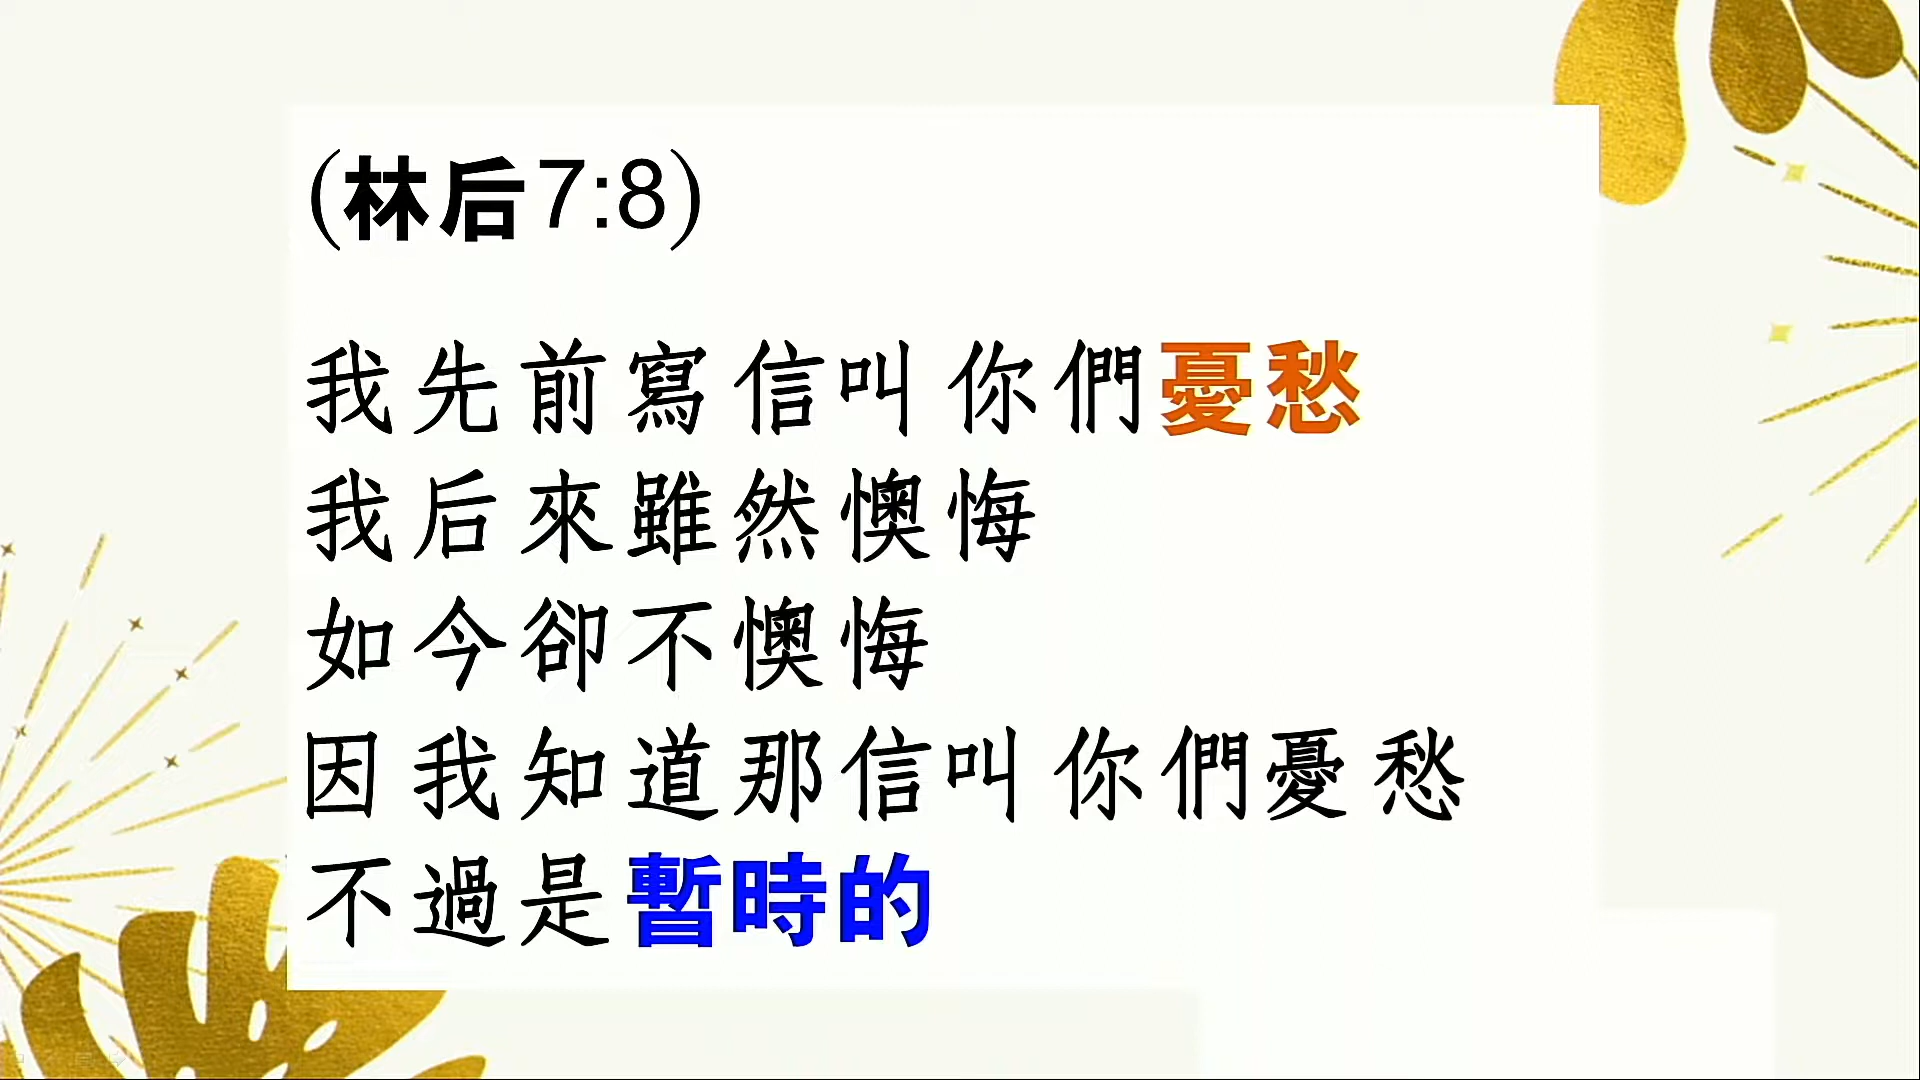 (林后7:8)
我先前寫信叫你們憂愁
我后來雖然懊悔
如今卻不懊悔
因我知道那信叫你們憂愁
不過是暫時的